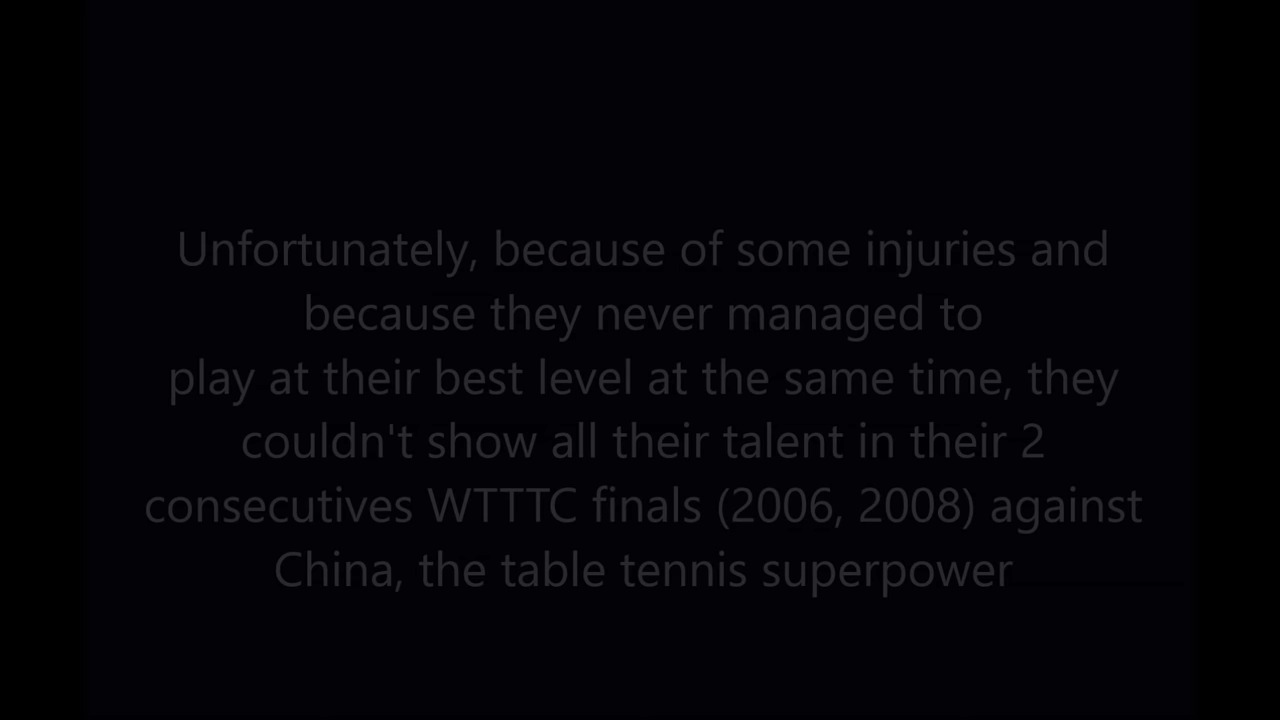 Unfortunately, because of some injuries and
because they never managed to
play at their best level at the same time, they
couldn't show all their talent in their 2
consecutives WTTTC finals (2006, 2008) against
China, the table tennis superpower